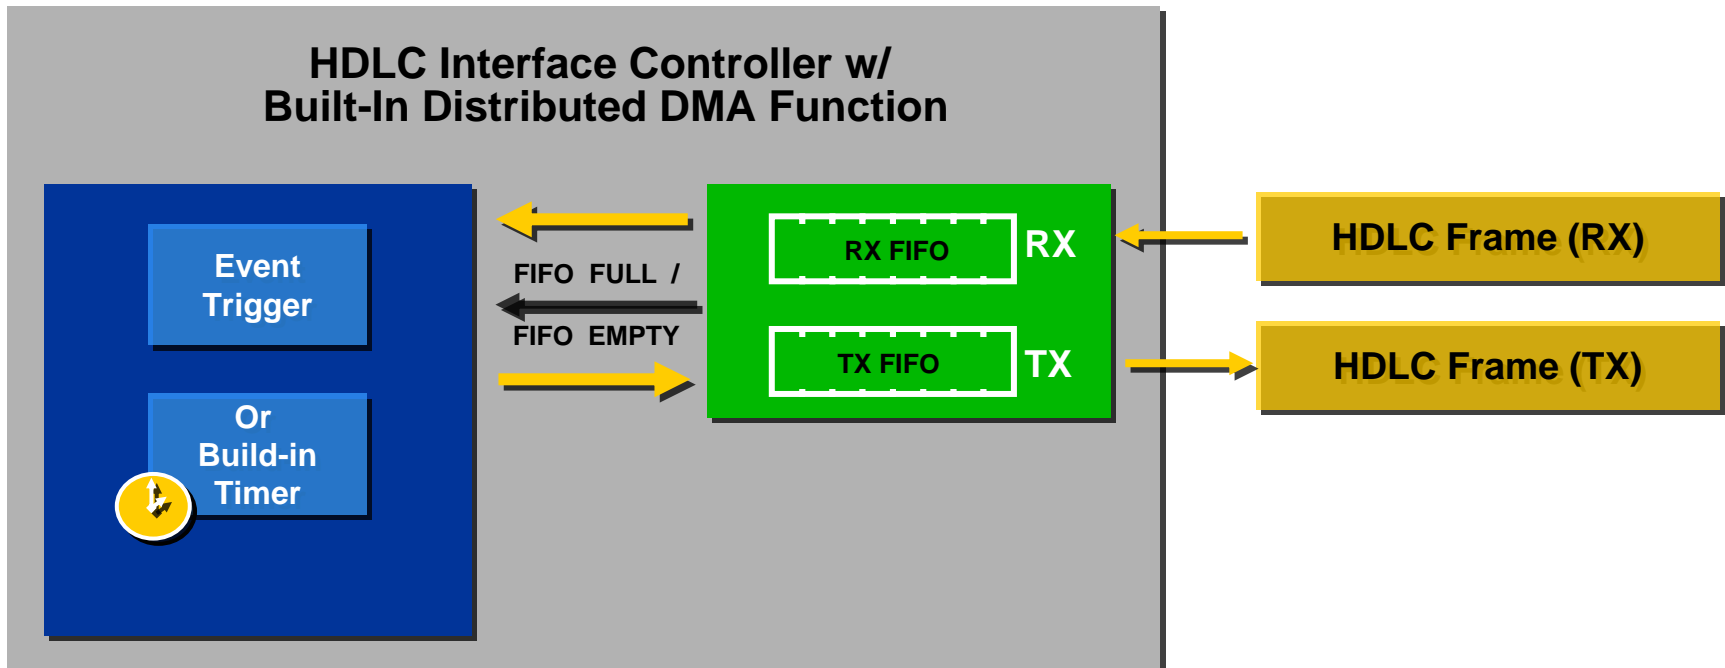 HDLC Interface Controller w/
Built-In Distributed DMA Function
Event
Trigger
Or
Build-in
Timer
FIFO FULL /
FIFO EMPTY
RX FIFO
RX
TX FIFO
TX
HDLC Frame (RX)
HDLC Frame (TX)